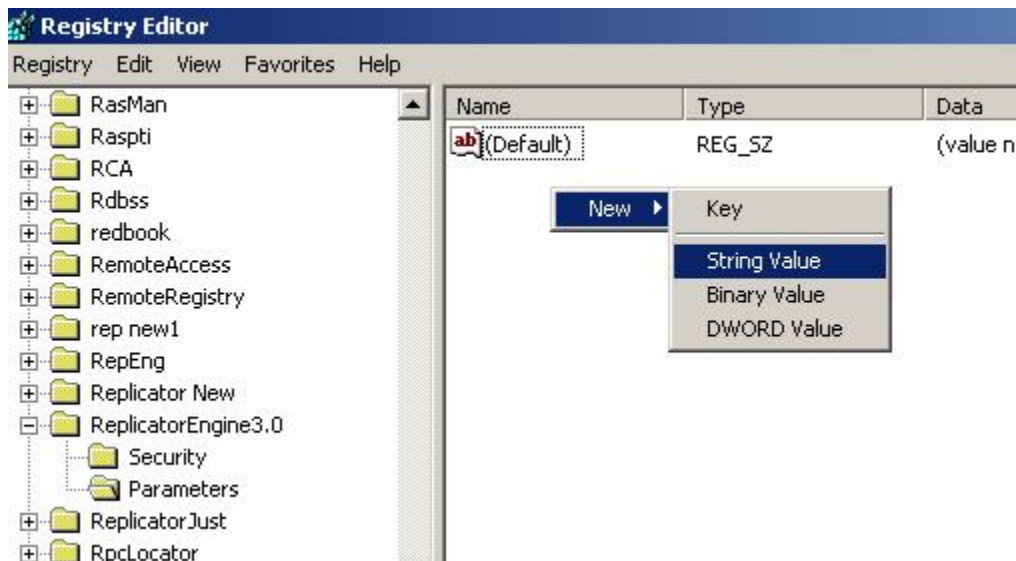 Registry Editor
Registry Edit View Favorites Help
RasMan
Raspti
RCA
Rdbss
redbook
RemoteAccess
RemoteRegistry
rep new1
RepEng
Replicator New
ReplicatorEngine3.0
Security
Parameters
ReplicatorJust
RpcLocator
Name Type Data
ab (Default) REG_SZ (value n
New Key
String Value
Binary Value
DWORD Value